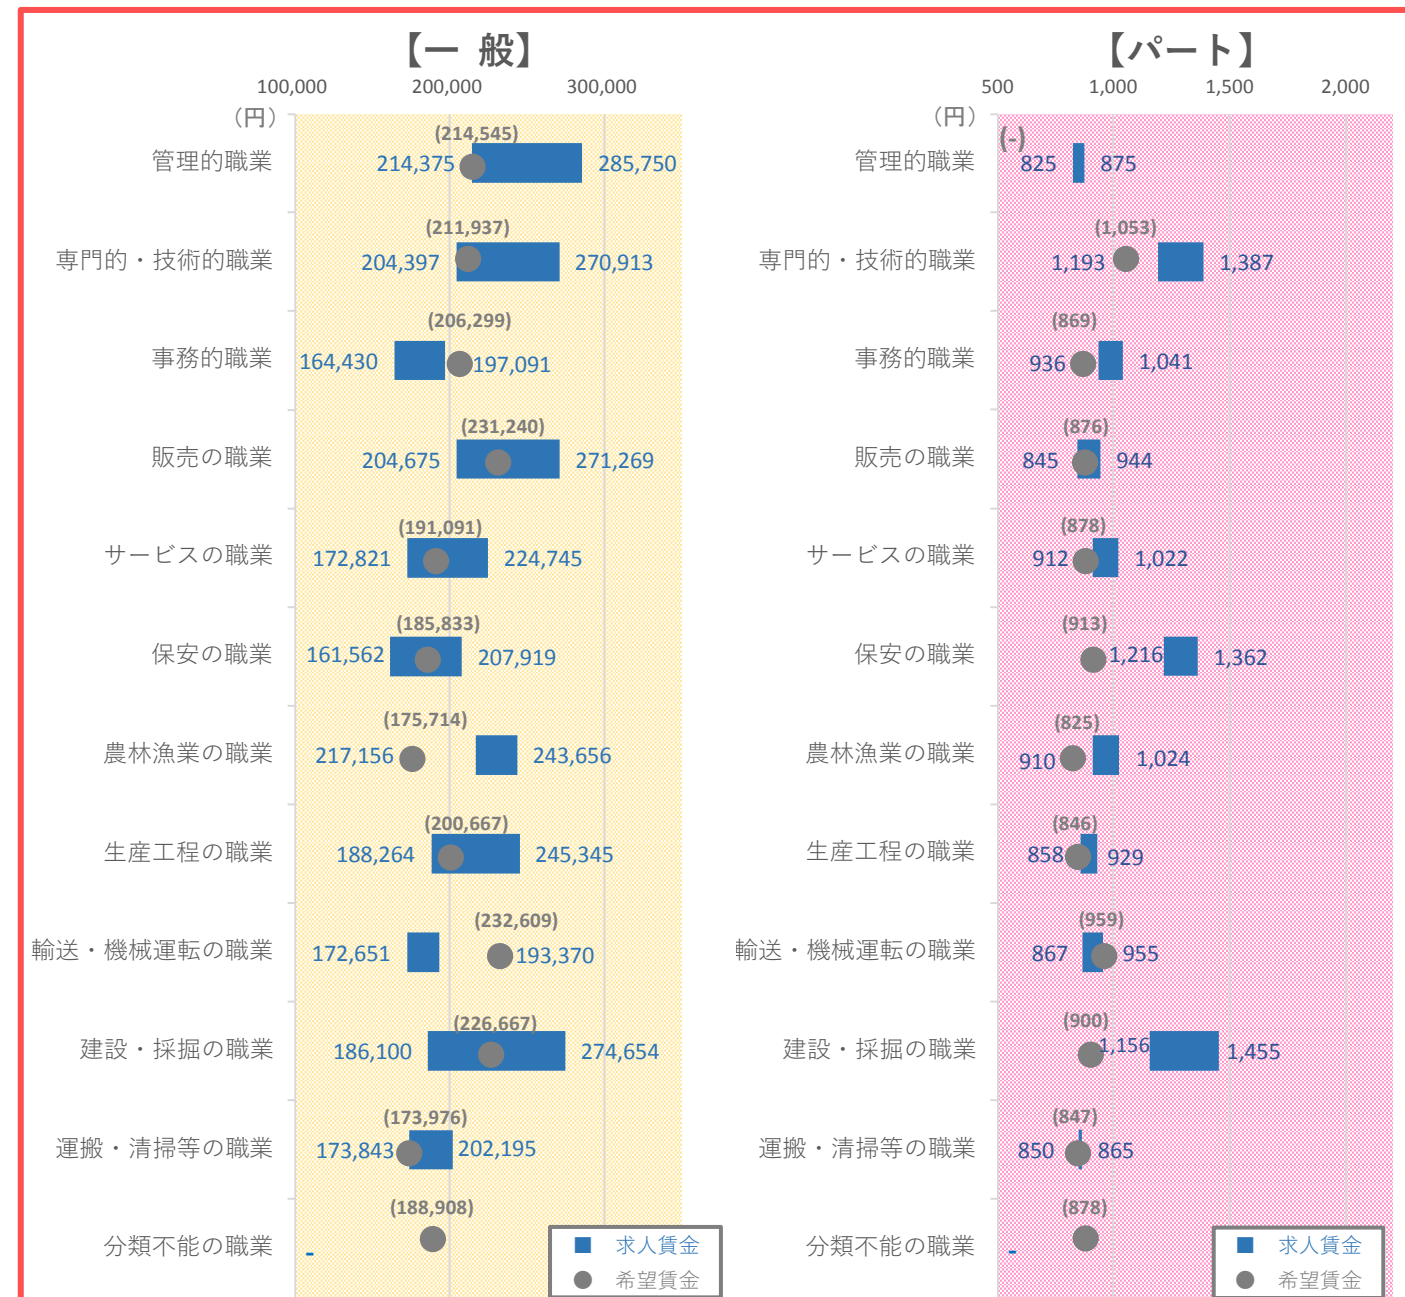 【一 般】
100,000 200,000 300,000
（円）
管理的職業 214,375 (214,545) 285,750
専門的・技術的職業 204,397 (211,937) 270,913
事務的職業 164,430 (206,299) 197,091
販売の職業 204,675 (231,240) 271,269
サービスの職業 172,821 (191,091) 224,745
保安の職業 161,562 (185,833) 207,919
農林漁業の職業 217,156 (175,714) 243,656
生産工程の職業 188,264 (200,667) 245,345
輸送・機械運転の職業 172,651 (232,609) 193,370
建設・採掘の職業 186,100 (226,667) 274,654
運搬・清掃等の職業 173,843 (173,976) 202,195
分類不能の職業 - (188,908)
求人賃金
希望賃金
【パート】
500 1,000 1,500 2,000
（円）
管理的職業 (-) 825 875
専門的・技術的職業 1,193 (1,053) 1,387
事務的職業 936 (869) 1,041
販売の職業 845 (876) 944
サービスの職業 912 (878) 1,022
保安の職業 (913) 1,216 1,362
農林漁業の職業 910 (825) 1,024
生産工程の職業 858 (846) 929
輸送・機械運転の職業 867 (959) 955
建設・採掘の職業 (900) 1,156 1,455
運搬・清掃等の職業 850 (847) 865
分類不能の職業 - (878)
求人賃金
希望賃金